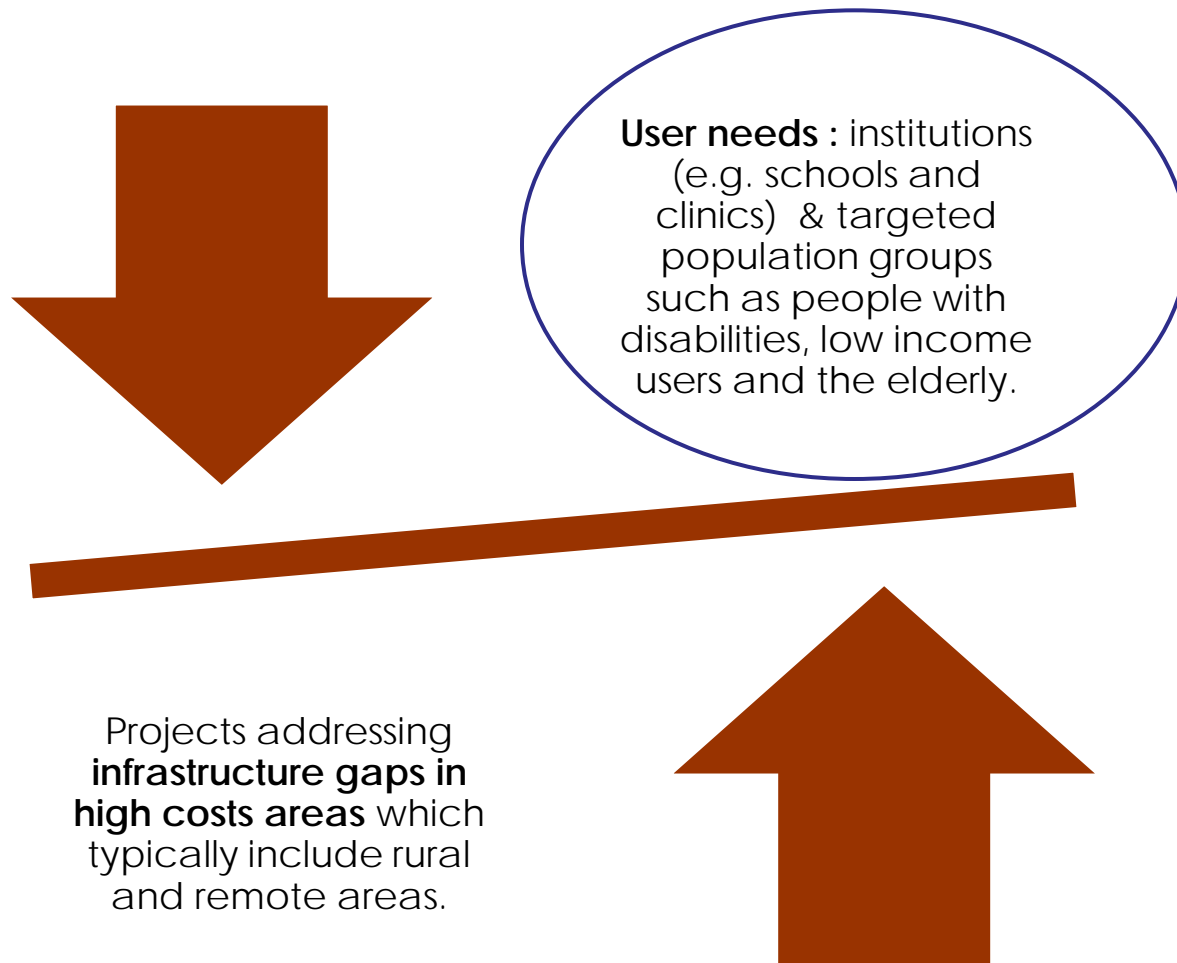 User needs : institutions
(e.g. schools and
clinics)  & targeted
population groups
such as people with
disabilities, low income
users and the elderly.
Projects addressing
infrastructure gaps in
high costs areas which
typically include rural
and remote areas.